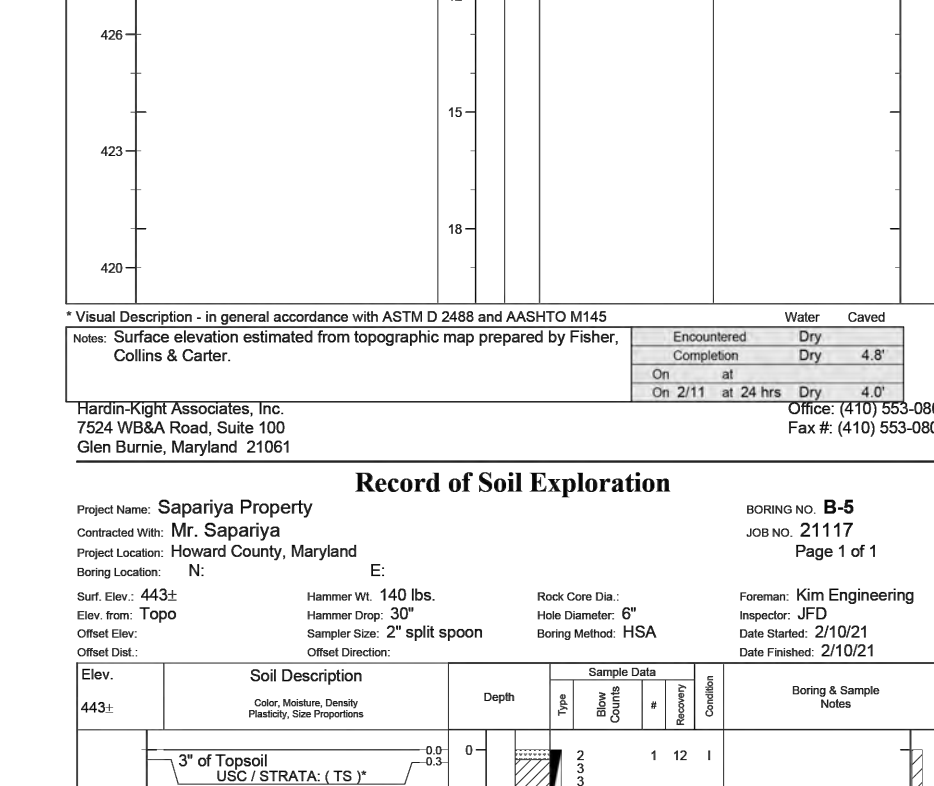 426
15
423
18
420
* Visual Description - in general accordance with ASTM D 2488 and AASHTO M145
Water Caved
Notes: Surface elevation estimated from topographic map prepared by Fisher,
Collins & Carter.
Encountered Dry
Completion Dry 4.8'
On at
On 2/11 at 24 hrs Dry 4.0'
Hardin-Kight Associates, Inc.
Office: (410) 553-08
7524 WB&A Road, Suite 100
Fax #: (410) 553-08
Glen Burnie, Maryland 21061
Record of Soil Exploration
Project Name: Sapariya Property
BORING NO. B-5
Contracted With: Mr. Sapariya
JOB NO. 21117
Project Location: Howard County, Maryland
Page 1 of 1
Boring Location: N: E:
Surf. Elev.: 443± Hammer Wt. 140 lbs. Rock Core Dia.: Foreman: Kim Engineering
Elev. from: Topo Hammer Drop: 30" Hole Diameter: 6" Inspector: JFD
Offset Elev: Sampler Size: 2" split spoon Boring Method: HSA Date Started: 2/10/21
Offset Dist.: Offset Direction: Date Finished: 2/10/21
Elev.
443±
Soil Description
Color, Moisture, Density
Plasticity, Size Proportions
Depth
Sample Data
Type
Blow
Counts
#
Recovery
Condition
Boring & Sample
Notes
0.0 0
3" of Topsoil 0.3
USC / STRATA: ( TS )*
2 1 12 I
3
3